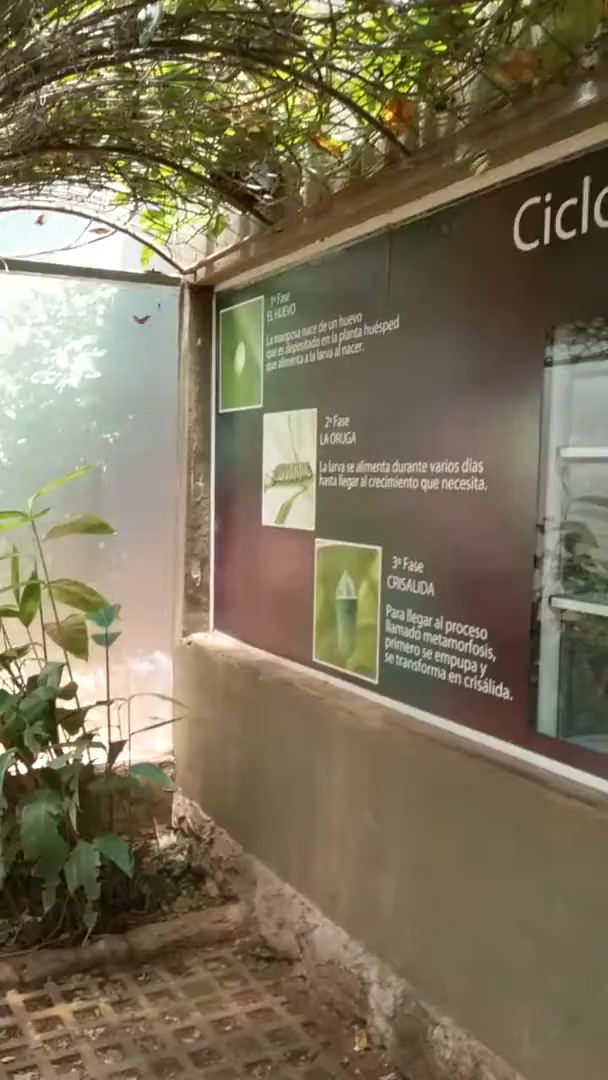 Ciclo
1ª Fase
EL HUEVO
La mariposa nace de un huevo
que es depositado en la planta huésped
que alimenta a la larva al nacer.
2ª Fase
LA ORUGA
La larva se alimenta durante varios días
hasta llegar al crecimiento que necesita.
3ª Fase
CRISALIDA
Para llegar al proceso
llamado metamorfosis,
primero se empupa y
se transforma en crisálida.